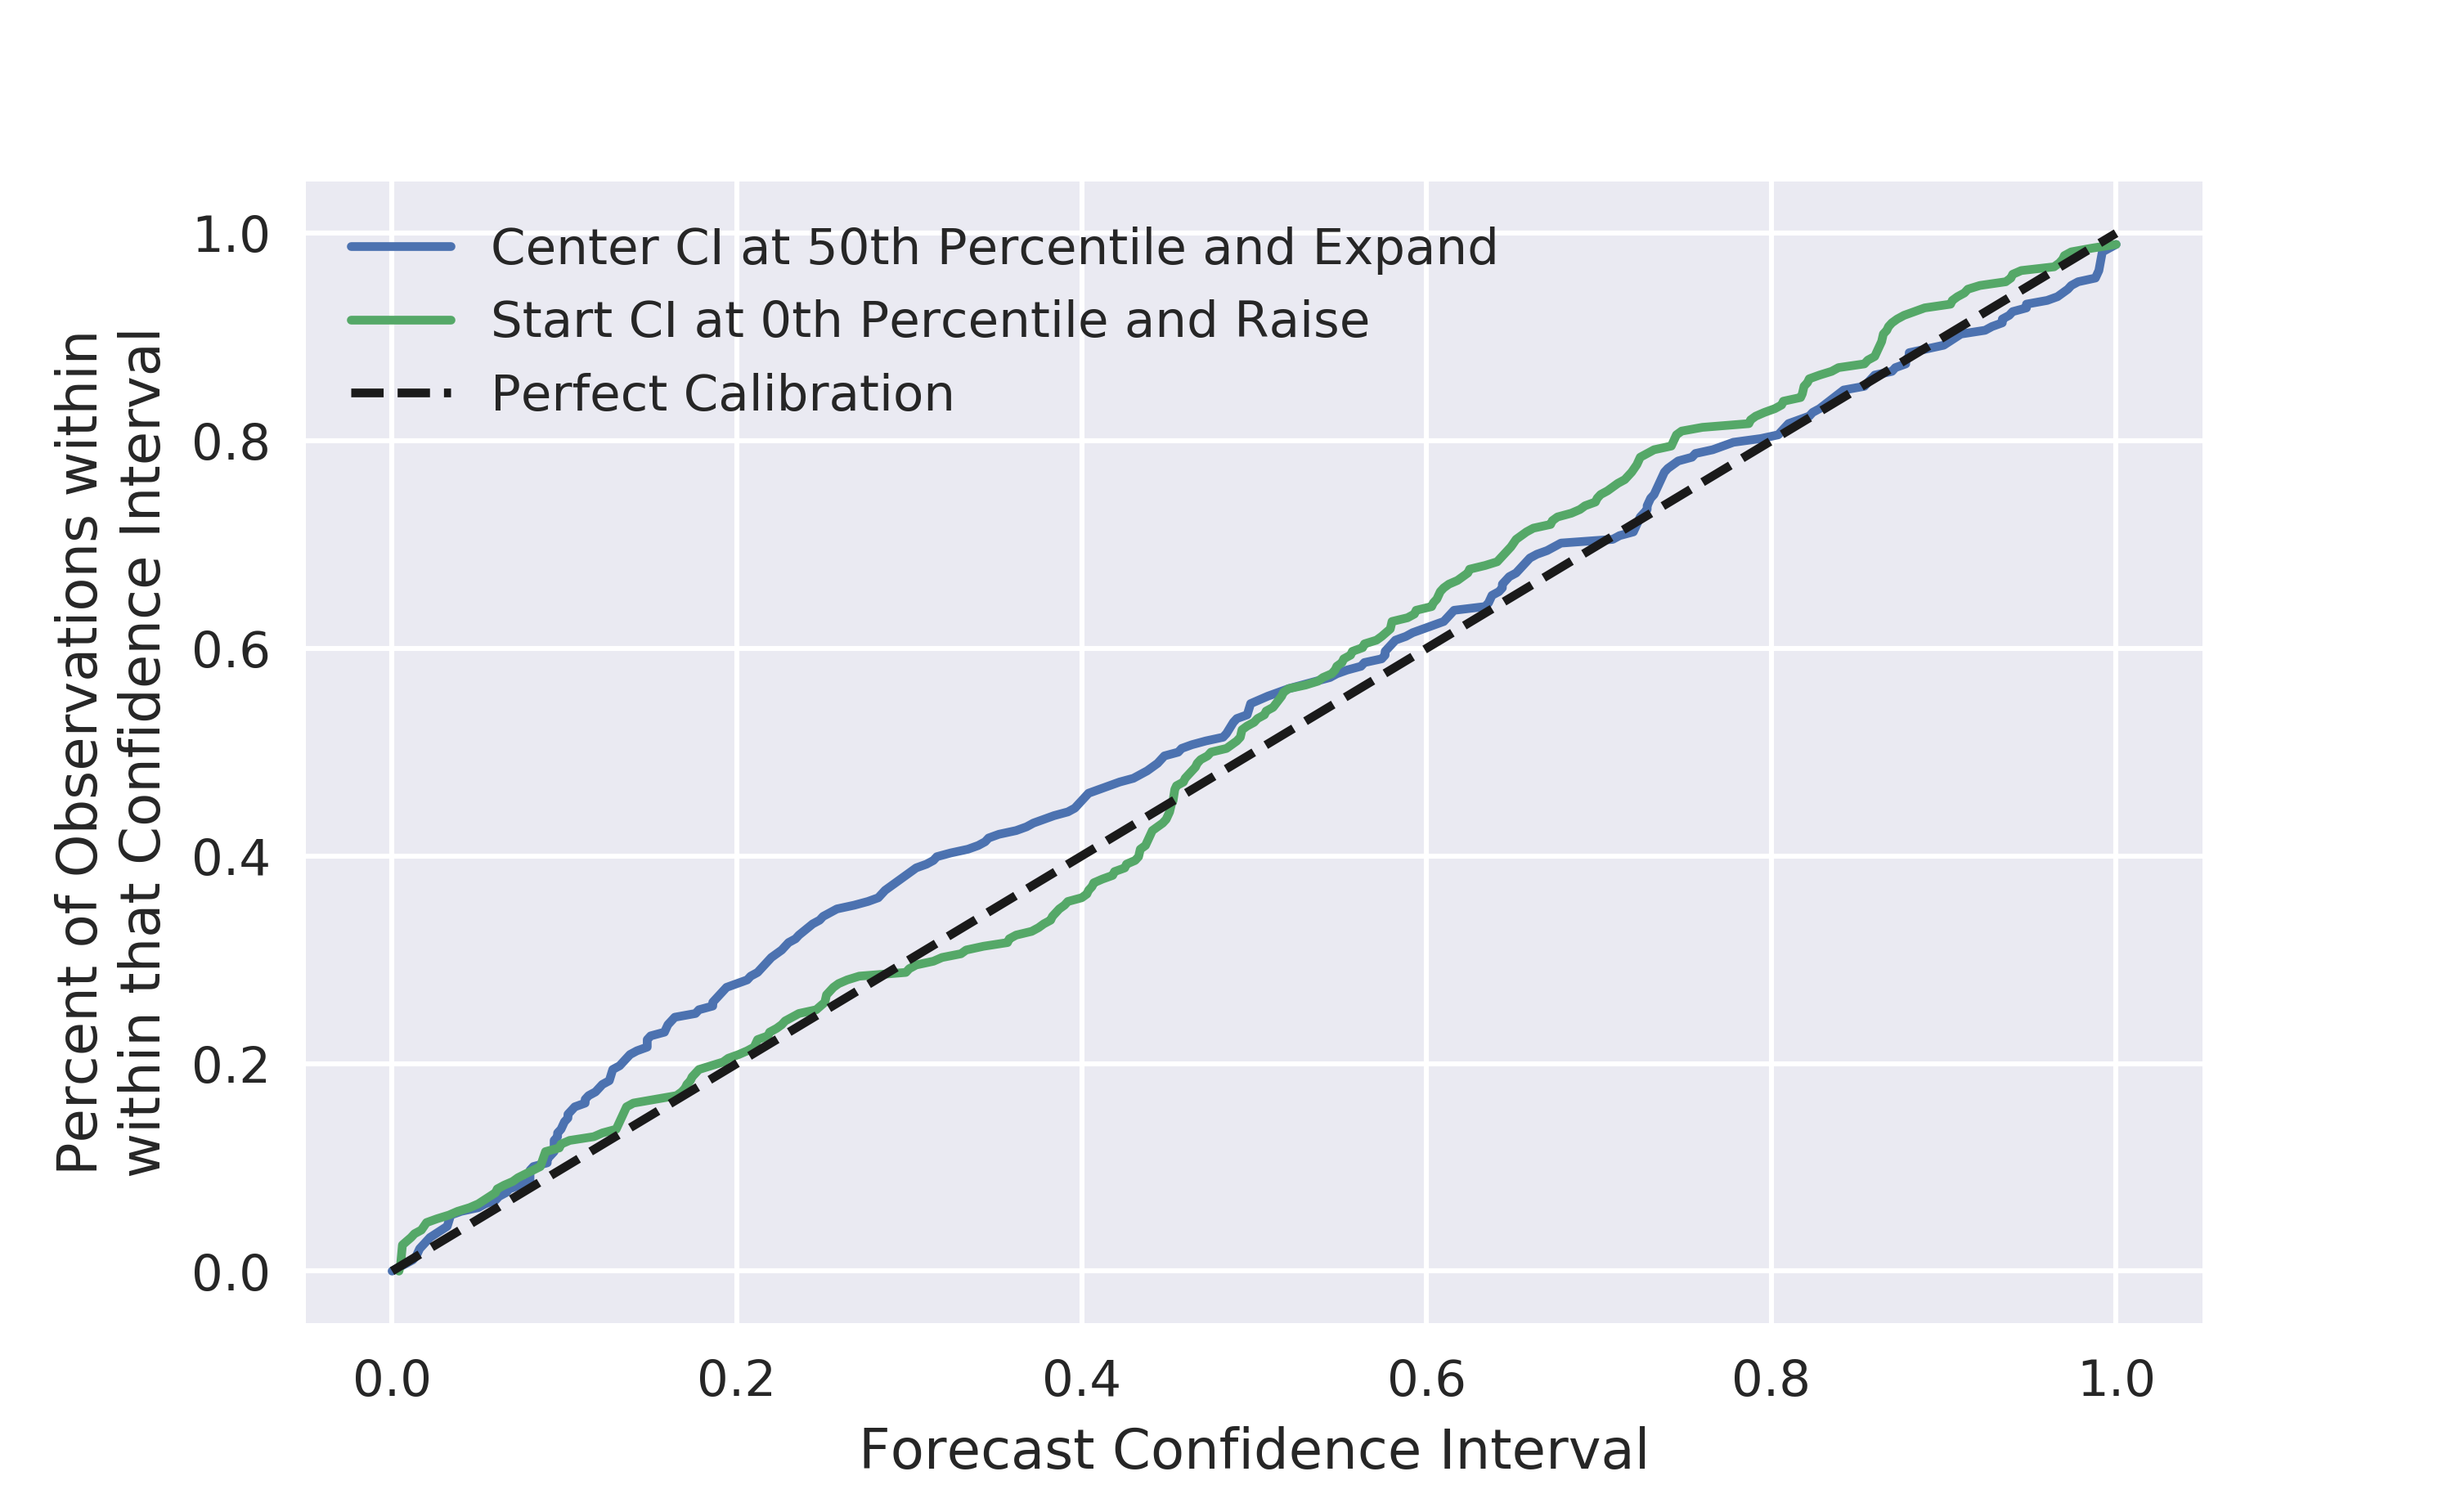 Center CI at 50th Percentile and Expand
Start CI at 0th Percentile and Raise
Perfect Calibration
Percent of Observations within
within that Confidence Interval
1.0
0.8
0.6
0.4
0.2
0.0
0.0 0.2 0.4 0.6 0.8 1.0
Forecast Confidence Interval